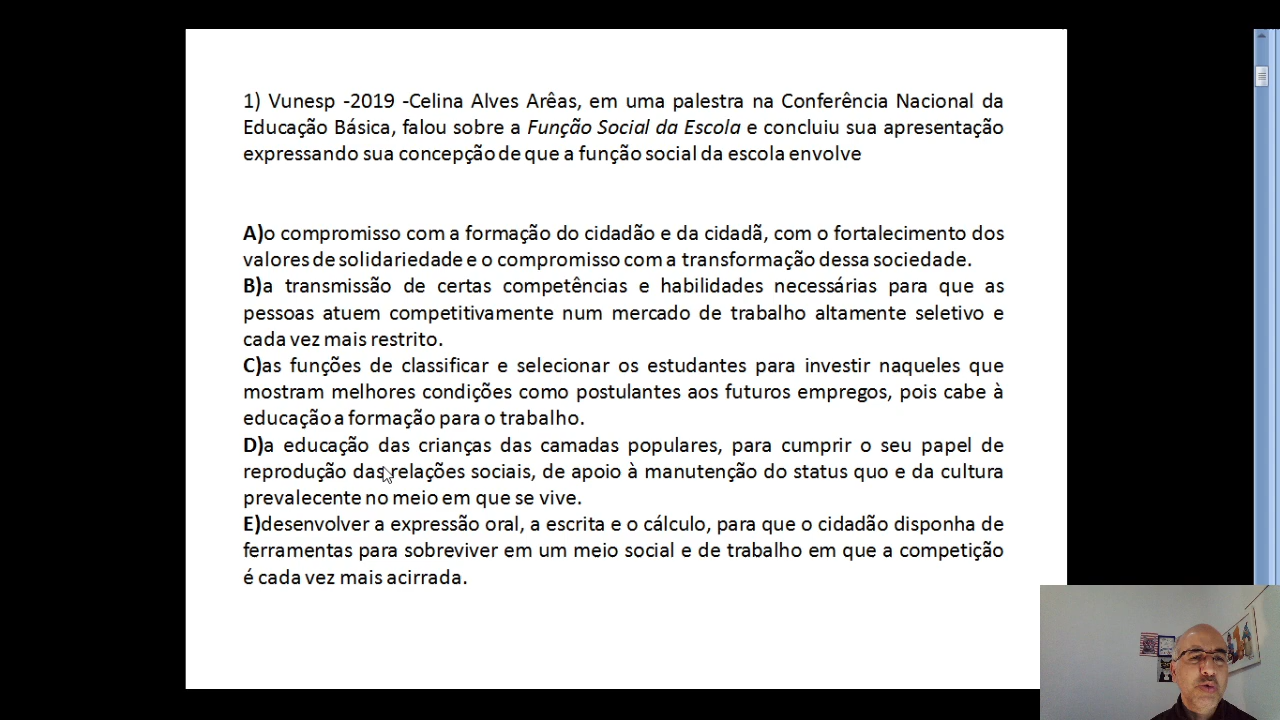 1) Vunesp -2019 -Celina Alves Arêas, em uma palestra na Conferência Nacional da
Educação Básica, falou sobre a Função Social da Escola e concluiu sua apresentação
expressando sua concepção de que a função social da escola envolve
A)o compromisso com a formação do cidadão e da cidadã, com o fortalecimento dos
valores de solidariedade e o compromisso com a transformação dessa sociedade.
B)a transmissão de certas competências e habilidades necessárias para que as
pessoas atuem competitivamente num mercado de trabalho altamente seletivo e
cada vez mais restrito.
C)as funções de classificar e selecionar os estudantes para investir naqueles que
mostram melhores condições como postulantes aos futuros empregos, pois cabe à
educação a formação para o trabalho.
D)a educação das crianças das camadas populares, para cumprir o seu papel de
reprodução das relações sociais, de apoio à manutenção do status quo e da cultura
prevalecente no meio em que se vive.
E)desenvolver a expressão oral, a escrita e o cálculo, para que o cidadão disponha de
ferramentas para sobreviver em um meio social e de trabalho em que a competição
é cada vez mais acirrada.